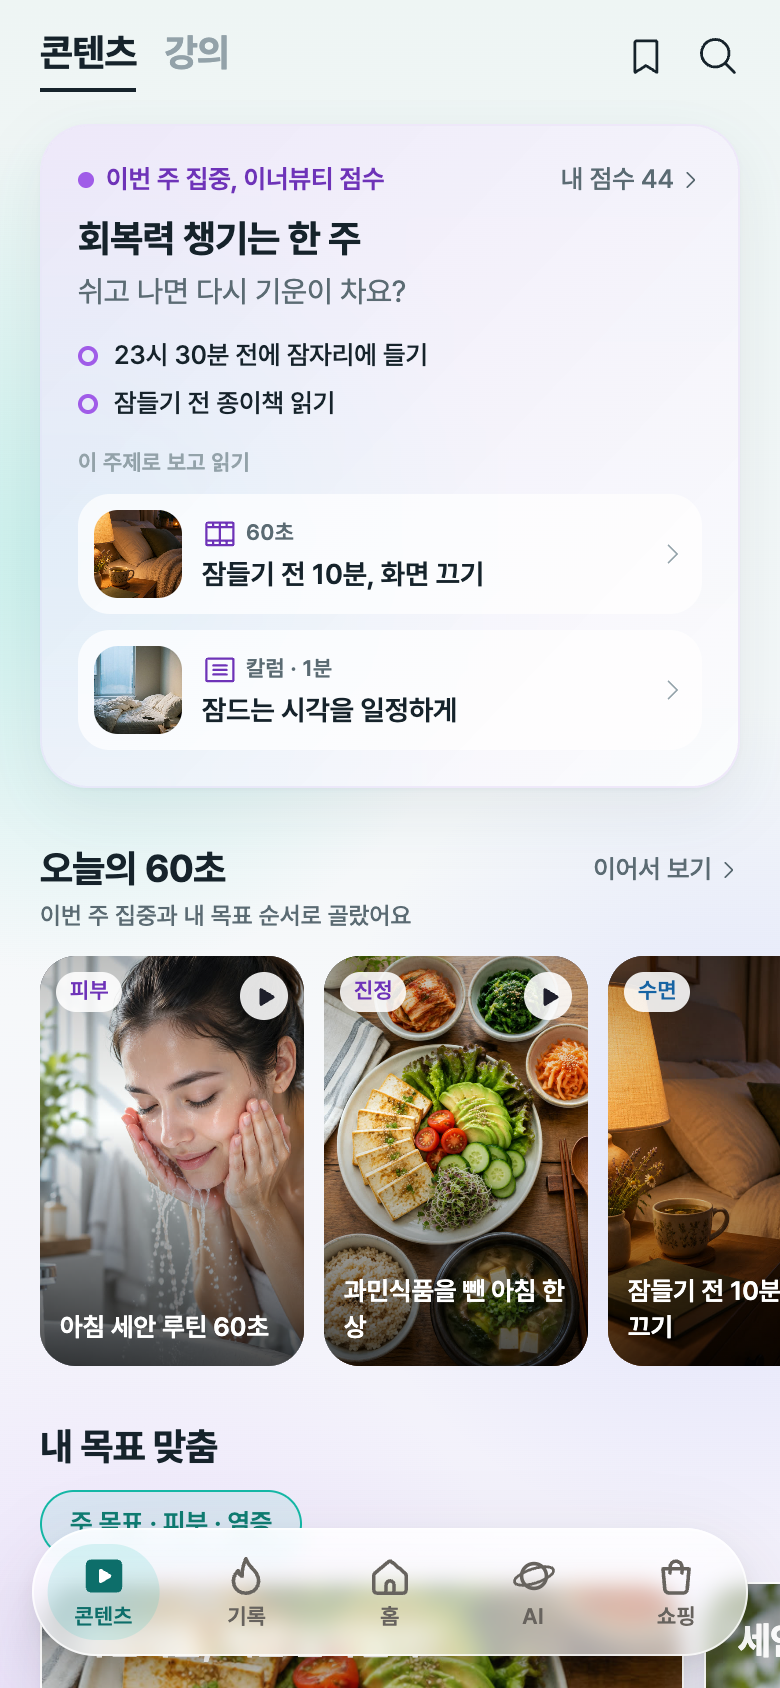 콘텐츠 강의
이번 주 집중, 이너뷰티 점수
내 점수 44
회복력 챙기는 한 주
쉬고 나면 다시 기운이 차요?
23시 30분 전에 잠자리에 들기
잠들기 전 종이책 읽기
이 주제로 보고 읽기
60초
잠들기 전 10분, 화면 끄기
칼럼 · 1분
잠드는 시각을 일정하게
오늘의 60초
이어서 보기
이번 주 집중과 내 목표 순서로 골랐어요
피부
아침 세안 루틴 60초
진정
과민식품을 뺀 아침 한
상
수면
잠들기 전 10분
끄기
내 목표 맞춤
주 목표 · 피부 · 염증
콘텐츠
기록
홈
AI
쇼핑